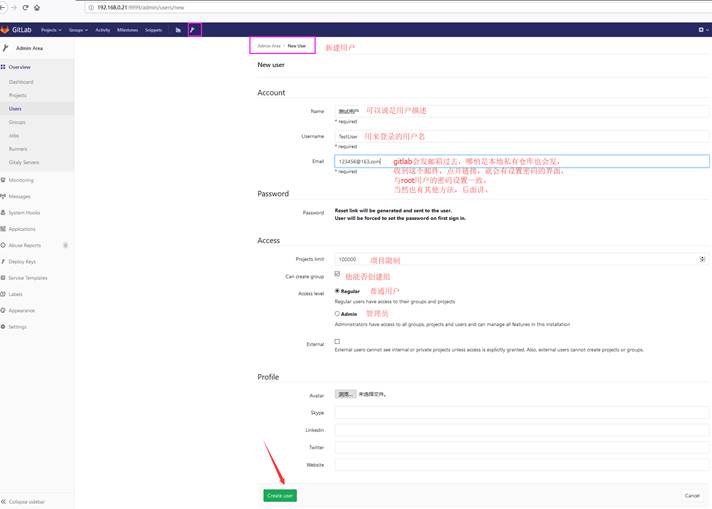 192.168.0.21:9999/admin/users/new
GitLab Projects Groups Activity Milestones Snippets
Admin Area
Admin Area › New User 新建用户
New user
Overview
Dashboard
Projects
Users
Groups
Jobs
Runners
Gitaly Servers
Monitoring
Messages
System Hooks
Applications
Abuse Reports 0
Deploy Keys
Service Templates
Labels
Appearance
Settings
Collapse sidebar
Account
Name 测试用户 可以说是用户描述
* required
Username TestUser 用来登录的用户名
* required
Email 123456@163.com gitlab会发邮箱过去，哪怕是本地私有仓库也会发，
* required
收到这个邮件，点开链接，就会有设置密码的界面，
与root用户的密码设置一致。
当然也有其他方法，后面讲。
Password
Password Reset link will be generated and sent to the user.
User will be forced to set the password on first sign in.
Access
Projects limit 100000 项目限制
Can create group 他能否创建组
Access level Regular 普通用户
Regular users have access to their groups and projects
Admin 管理员
Administrators have access to all groups, projects and users and can manage all features in this installation
External
External users cannot see internal or private projects unless access is explicitly granted. Also, external users cannot create projects or groups.
Profile
Avatar 浏览... 未选择文件。
Skype
Linkedin
Twitter
Website
Create user Cancel